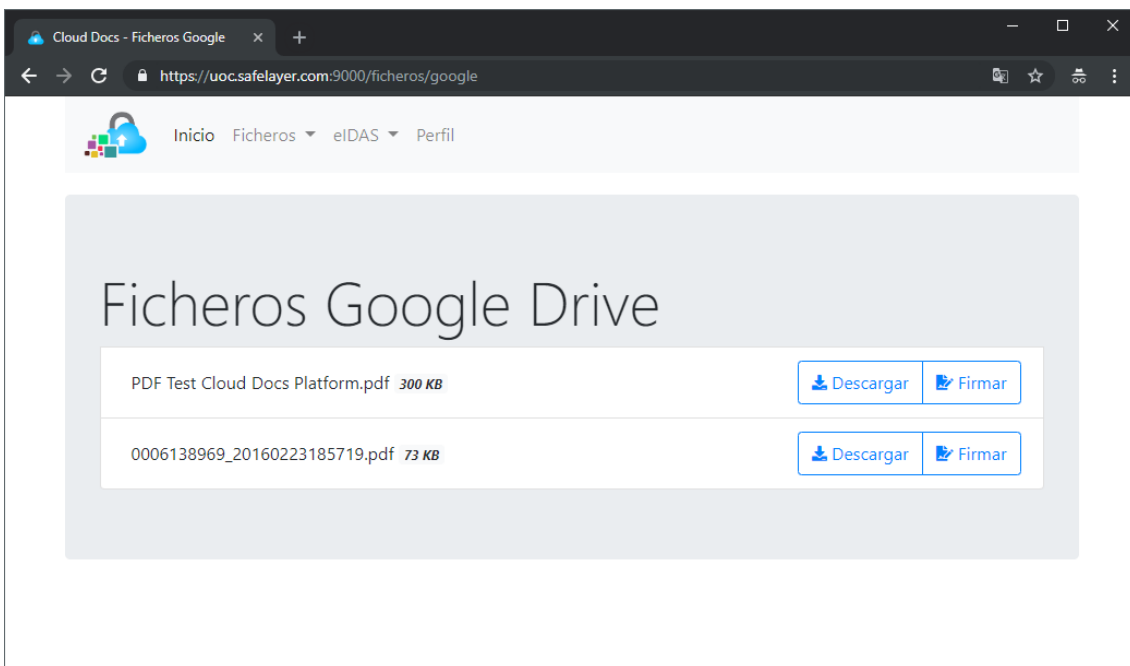 Cloud Docs - Ficheros Google
https://uoc.safelayer.com:9000/ficheros/google
Inicio Ficheros eIDAS Perfil
Ficheros Google Drive
PDF Test Cloud Docs Platform.pdf 300 KB Descargar Firmar
0006138969_20160223185719.pdf 73 KB Descargar Firmar